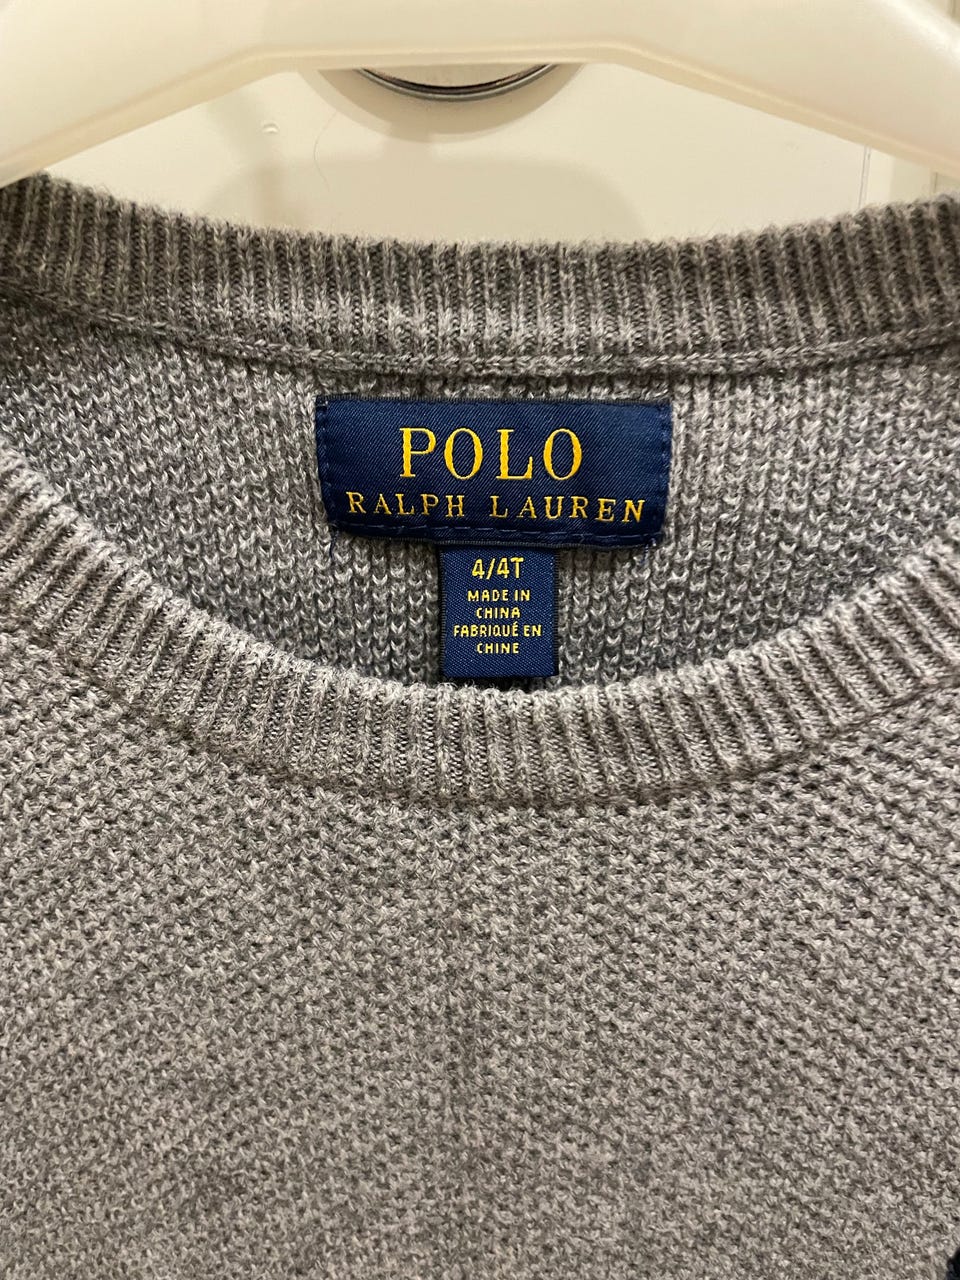 POLO
RALPH LAUREN
4/4T
MADE IN
CHINA
FABRIQUÉ EN
CHINE